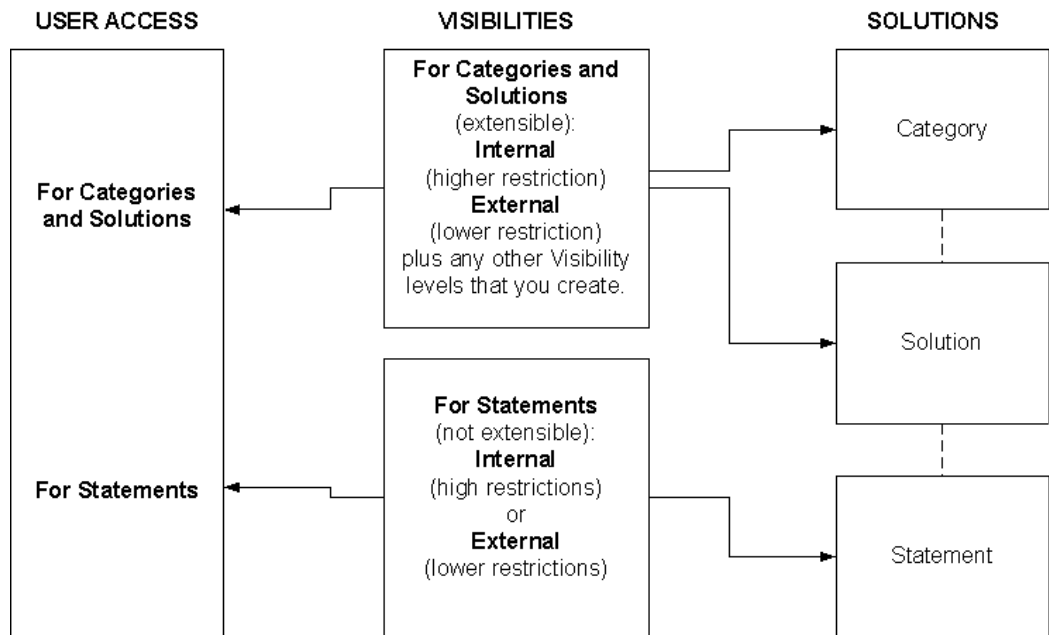 USER ACCESS
VISIBILITIES
SOLUTIONS
For Categories
and Solutions
For Statements
For Categories and
Solutions
(extensible):
Internal
(higher restriction)
External
(lower restriction)
plus any other Visibility
levels that you create.
For Statements
(not extensible):
Internal
(high restrictions)
or
External
(lower restrictions)
Category
Solution
Statement